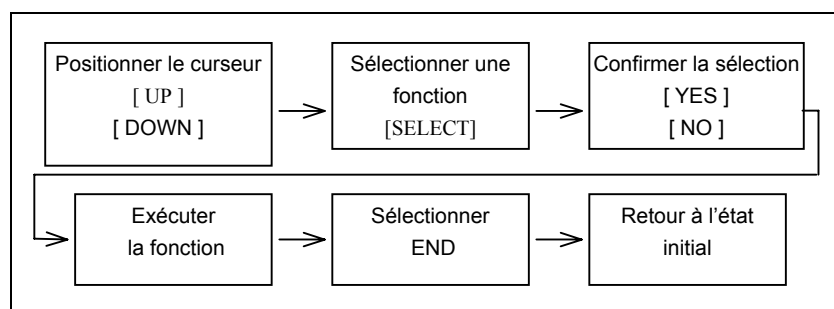 Positionner le curseur
[ UP ]
[ DOWN ]
Sélectionner une
fonction
[SELECT]
Confirmer la sélection
[ YES ]
[ NO ]
Exécuter
la fonction
Sélectionner
END
Retour à l'état
initial